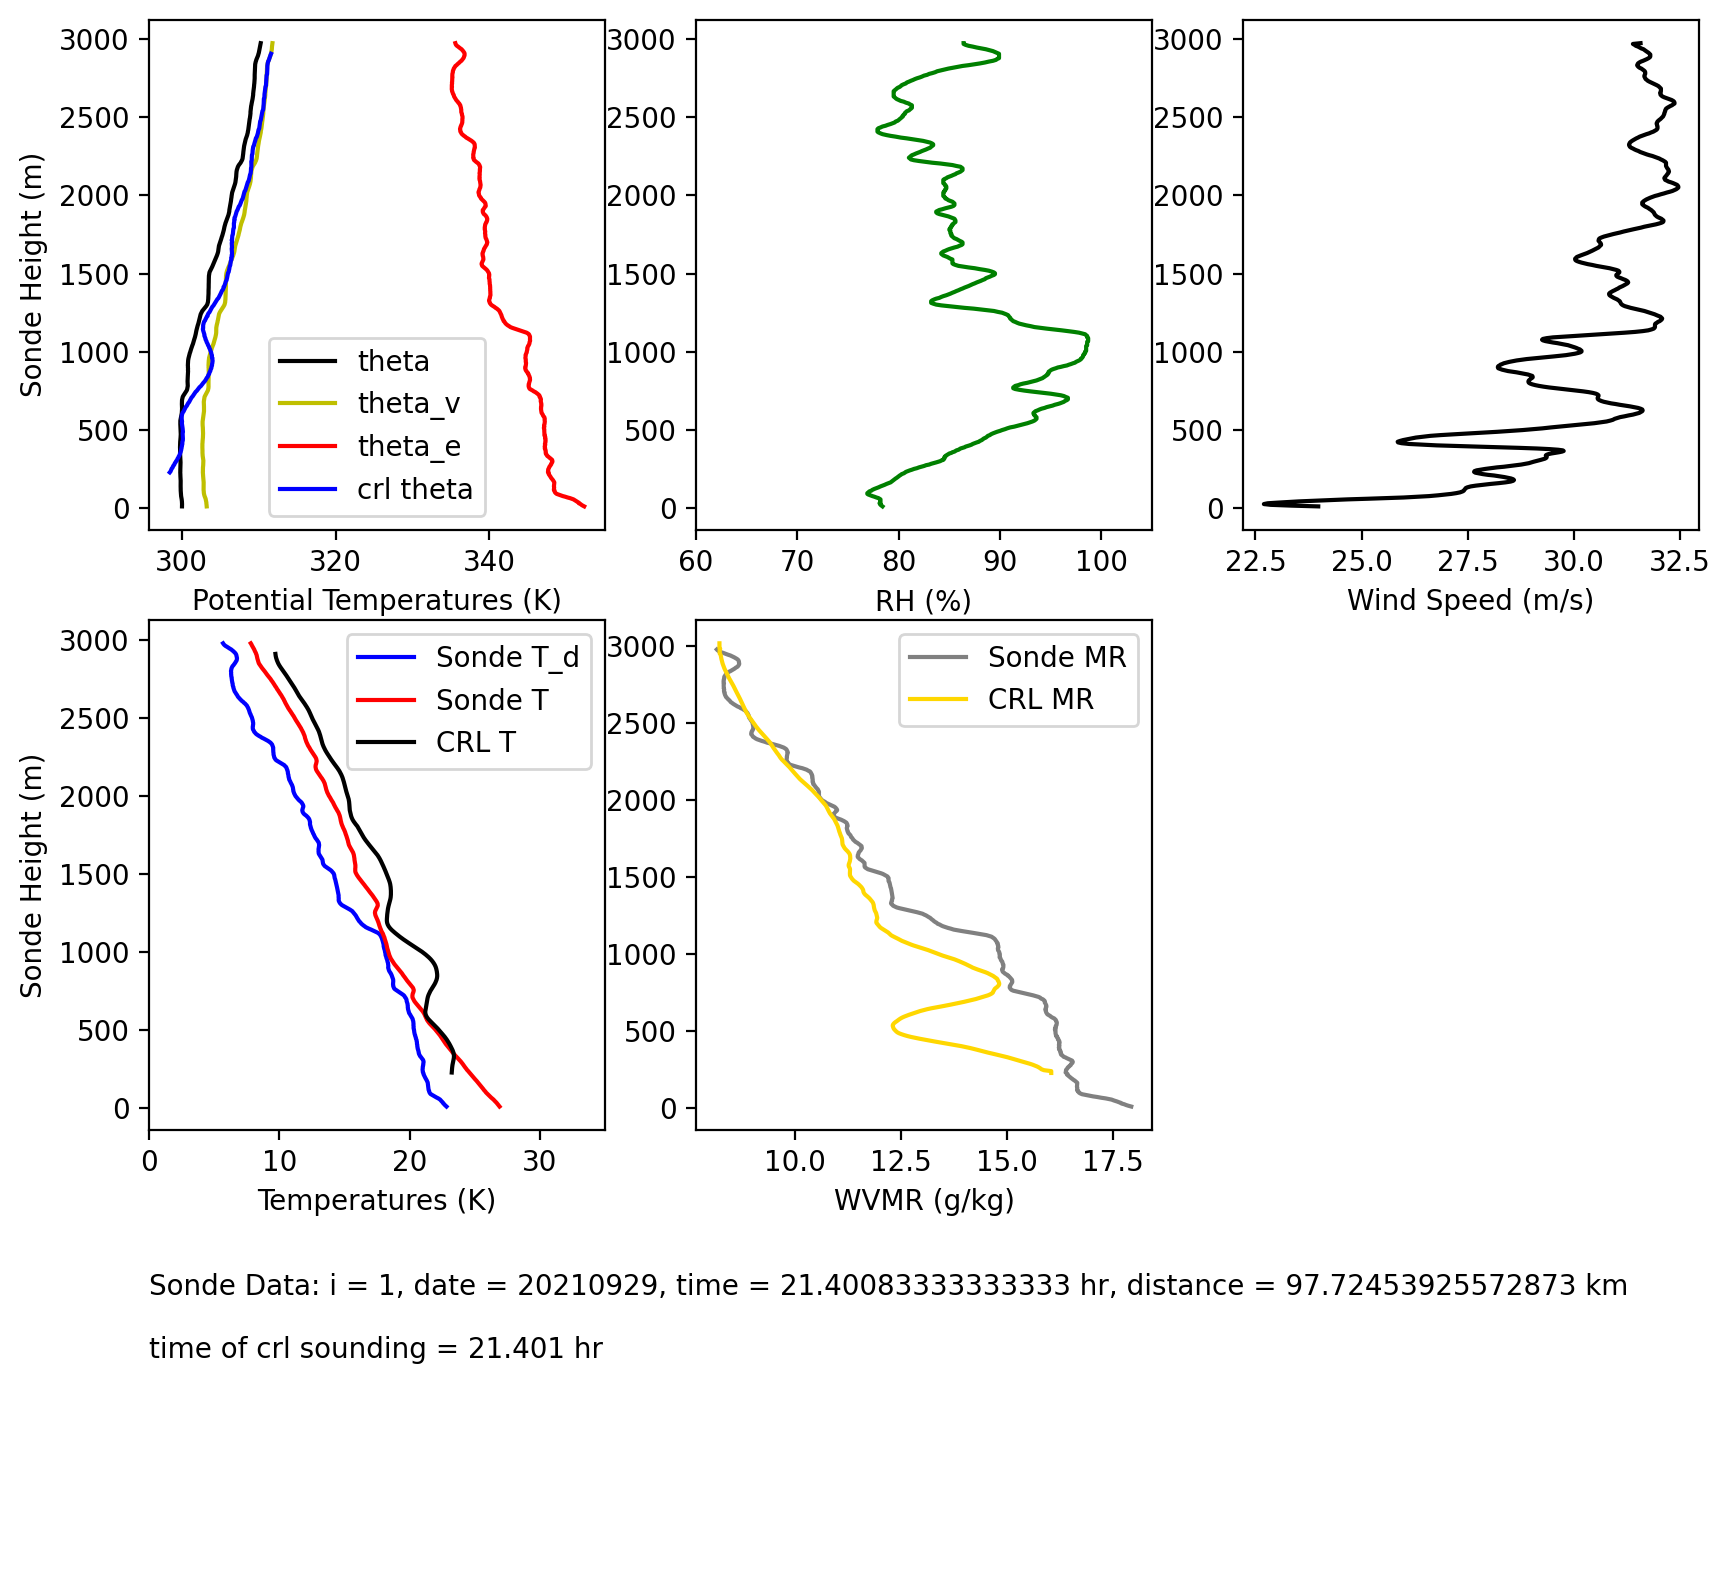 3000
2500
2000
1500
1000
500
0
Sonde Height (m)
theta
theta_v
theta_e
crl theta
300 320 340
Potential Temperatures (K)
3000
2500
2000
1500
1000
500
0
60 70 80 90 100
RH (%)
3000
2500
2000
1500
1000
500
0
22.5 25.0 27.5 30.0 32.5
Wind Speed (m/s)
3000
2500
2000
1500
1000
500
0
Sonde Height (m)
Sonde T_d
Sonde T
CRL T
0 10 20 30
Temperatures (K)
3000
2500
2000
1500
1000
500
0
Sonde MR
CRL MR
10.0 12.5 15.0 17.5
WVMR (g/kg)
Sonde Data: i = 1, date = 20210929, time = 21.40083333333333 hr, distance = 97.72453925572873 km
time of crl sounding = 21.401 hr